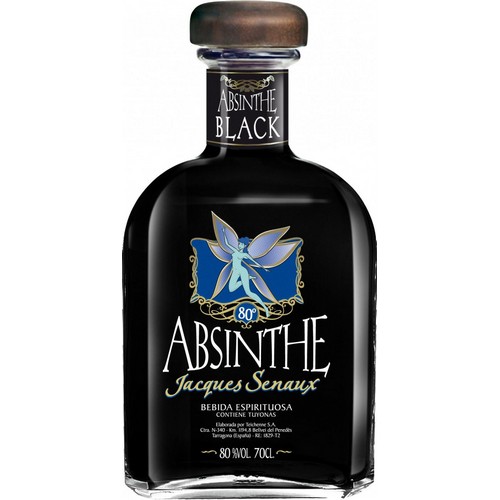 ABSINTHE
BLACK
80°
ABSINTHE
Jacques Senaux
BEBIDA ESPIRITUOSA
CONTIENE TUYONAS
Elaborada por Teichenné S.A.
Ctra. N-340 - Km. 1194,8 Bellvei del Penedès
Tarragona (España) - RE: 1829-T2
80%VOL. 70CL.